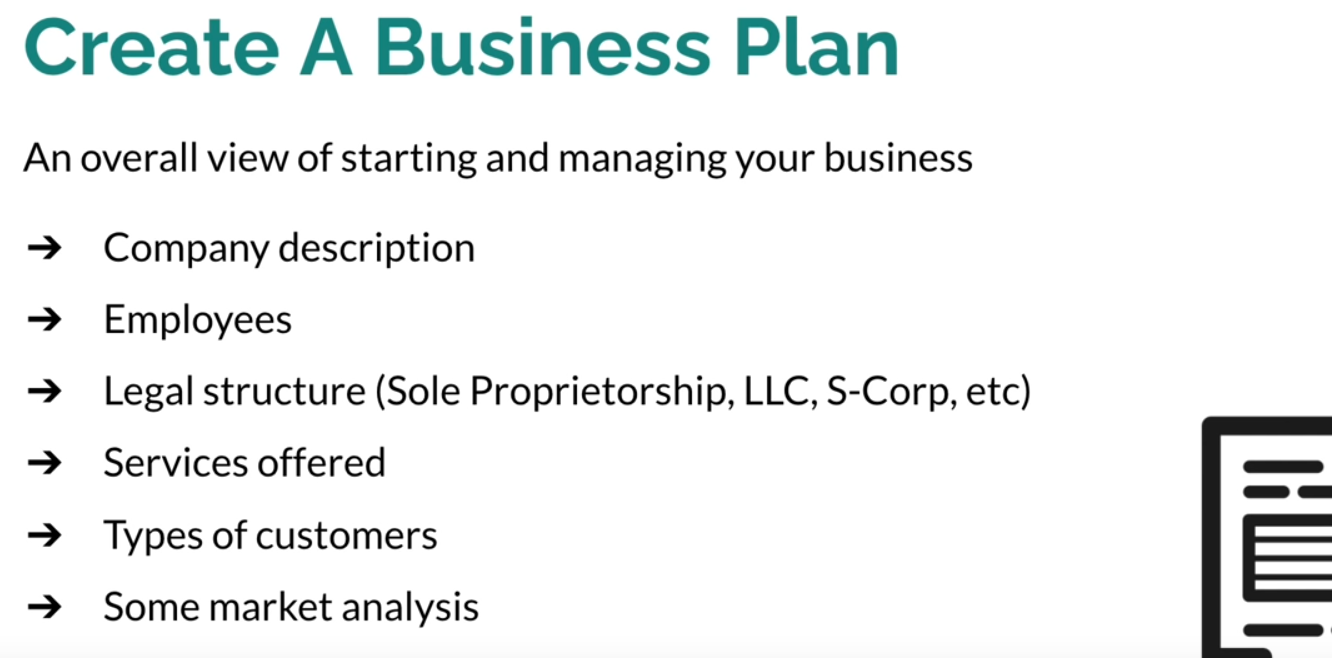 Create A Business Plan
An overall view of starting and managing your business
➔ Company description
➔ Employees
➔ Legal structure (Sole Proprietorship, LLC, S-Corp, etc)
➔ Services offered
➔ Types of customers
➔ Some market analysis